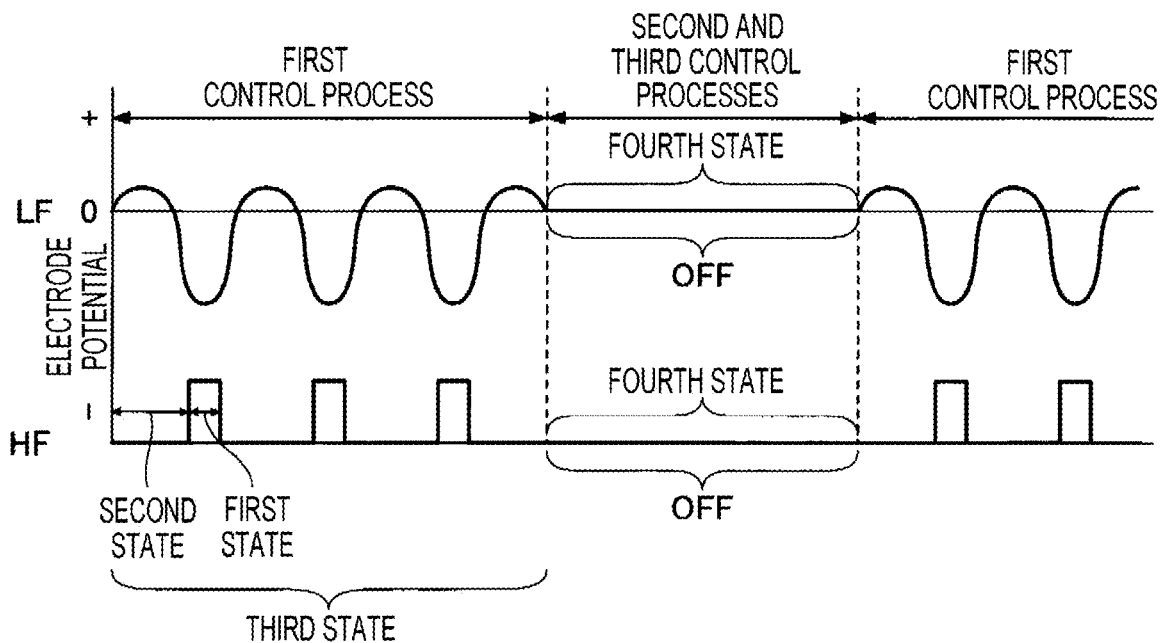 FIRST
CONTROL PROCESS
SECOND AND
THIRD CONTROL
PROCESSES
FIRST
CONTROL PROCESS
+
FOURTH STATE
LF 0
OFF
ELECTRODE
POTENTIAL
FOURTH STATE
–
HF
OFF
SECOND
STATE
FIRST
STATE
THIRD STATE